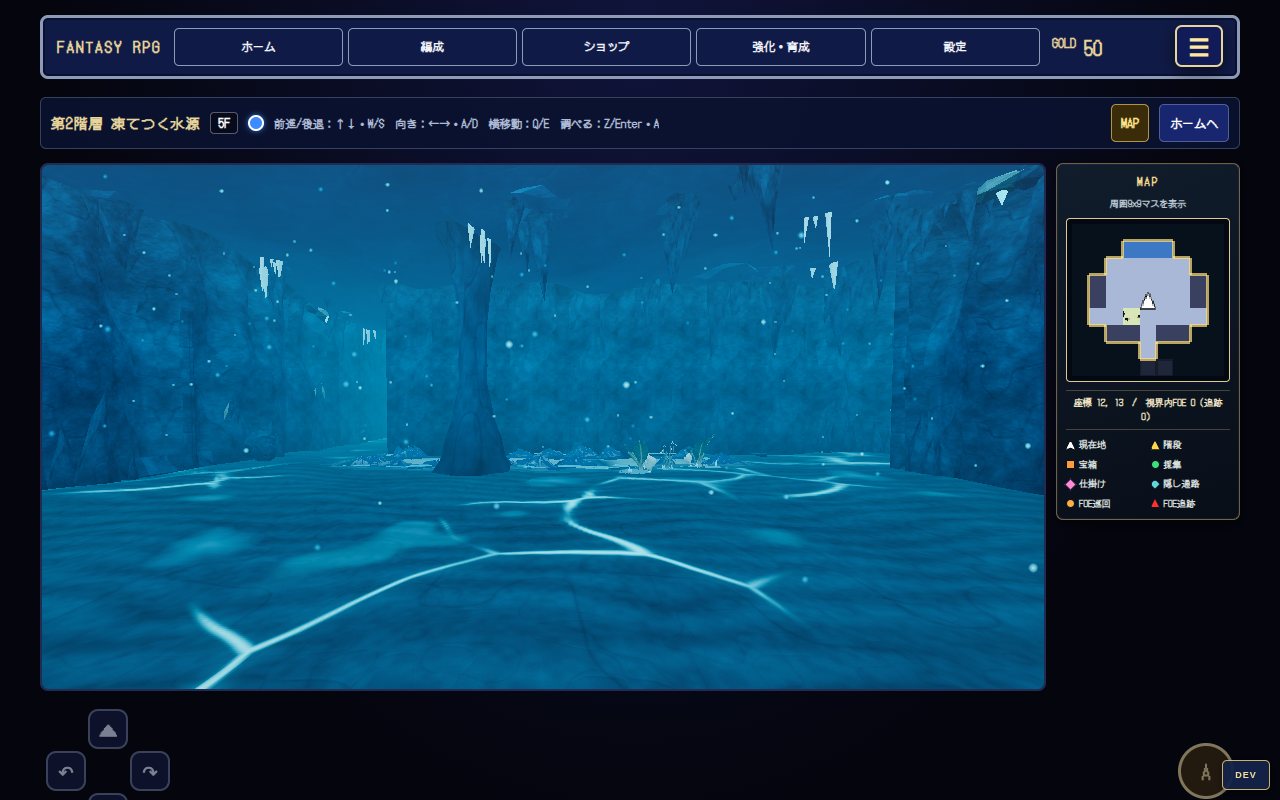 FANTASY RPG ホーム 編成 ショップ 強化・育成 設定 GOLD 50
第2階層 凍てつく水源 5F 前進/後退：↑↓・W/S 向き：←→・A/D 横移動：Q/E 調べる：Z/Enter・A MAP ホームへ
MAP
周囲9x9マスを表示
座標 12, 13 / 視界内FOE 0（追跡
0）
現在地 階段
宝箱 採集
仕掛け 隠し通路
FOE巡回 FOE追跡
A DEV